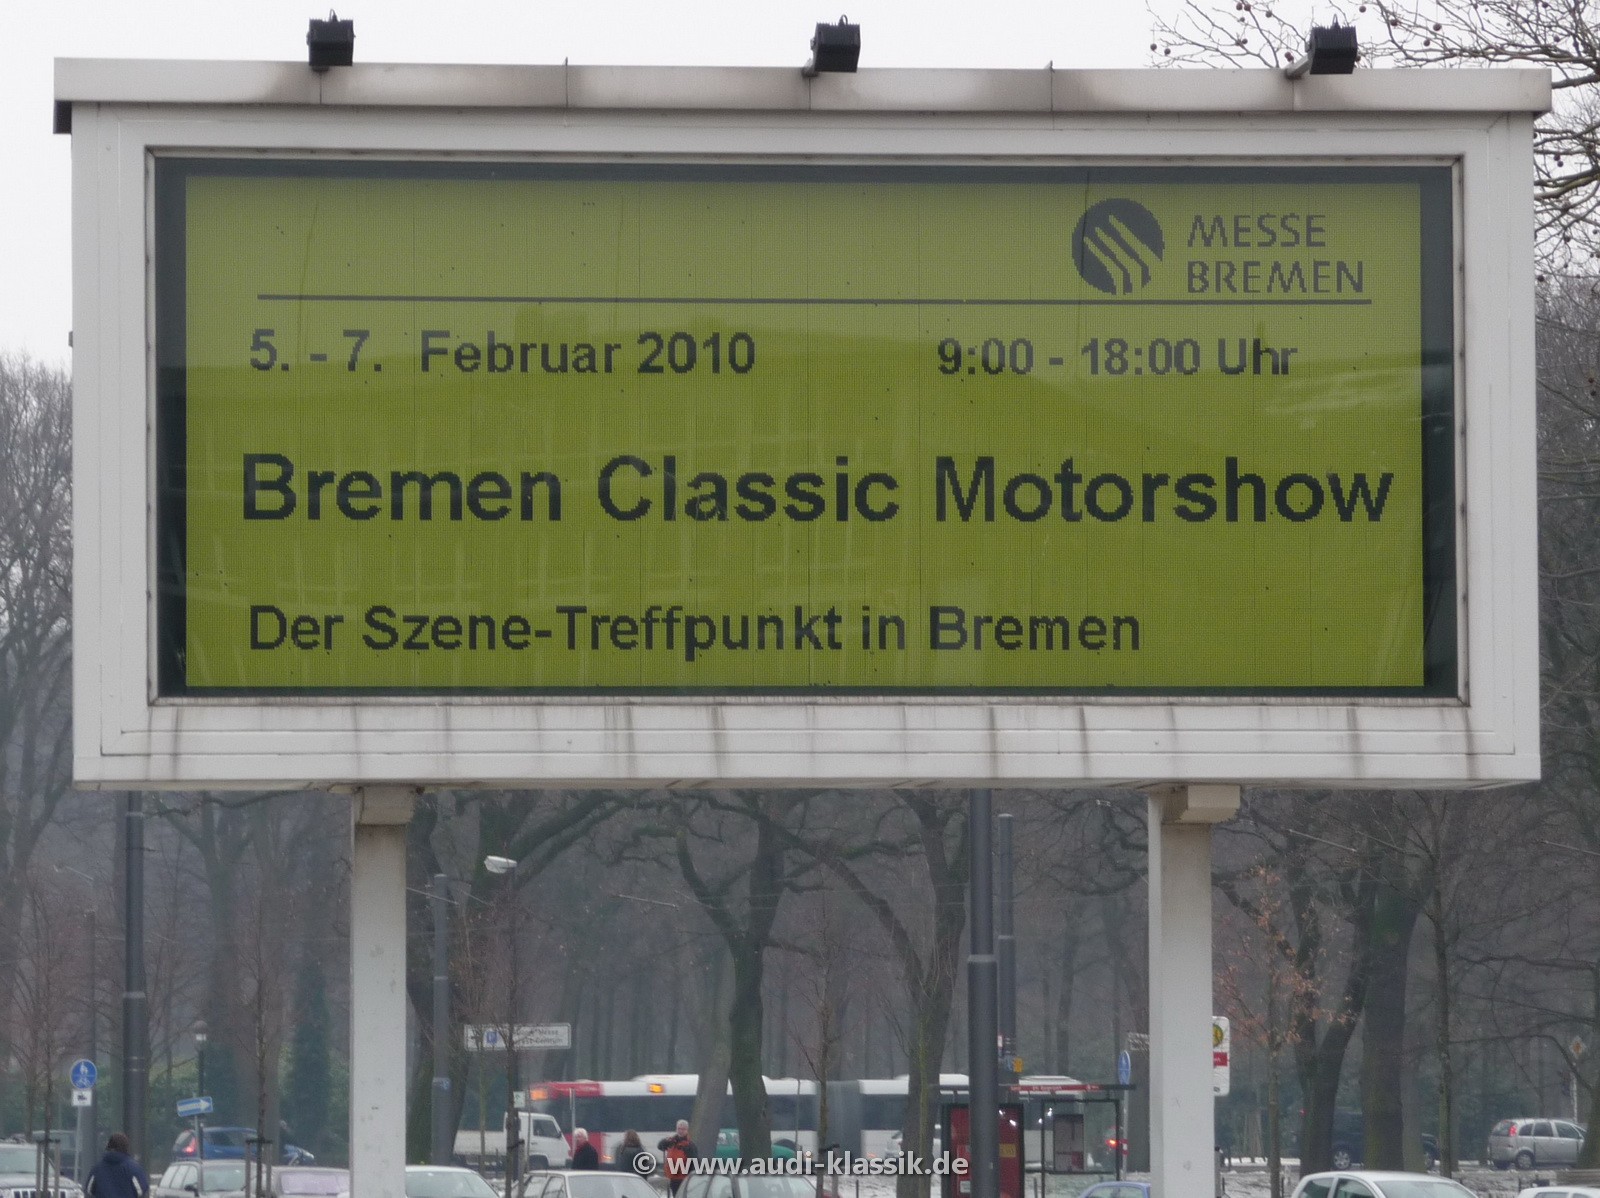 MESSE
BREMEN
5. - 7. Februar 2010 9:00 - 18:00 Uhr
Bremen Classic Motorshow
Der Szene-Treffpunkt in Bremen
© www.audi-klassik.de